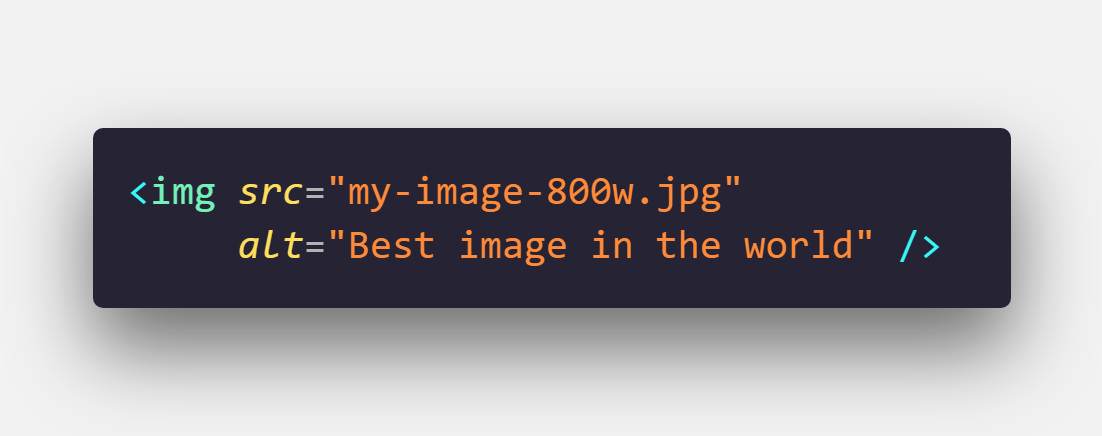 <img src="my-image-800w.jpg"
     alt="Best image in the world" />